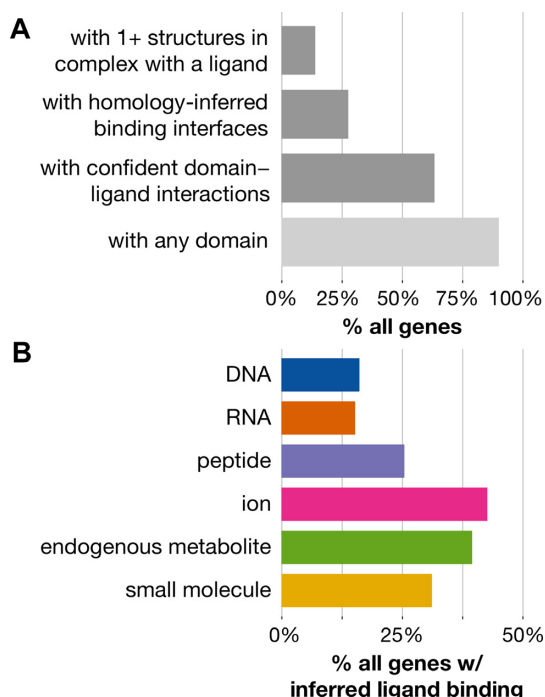 A
with 1+ structures in
complex with a ligand
with homology-inferred
binding interfaces
with confident domain–
ligand interactions
with any domain
0% 25% 50% 75% 100%
% all genes
B
DNA
RNA
peptide
ion
endogenous metabolite
small molecule
0% 25% 50%
% all genes w/
inferred ligand binding